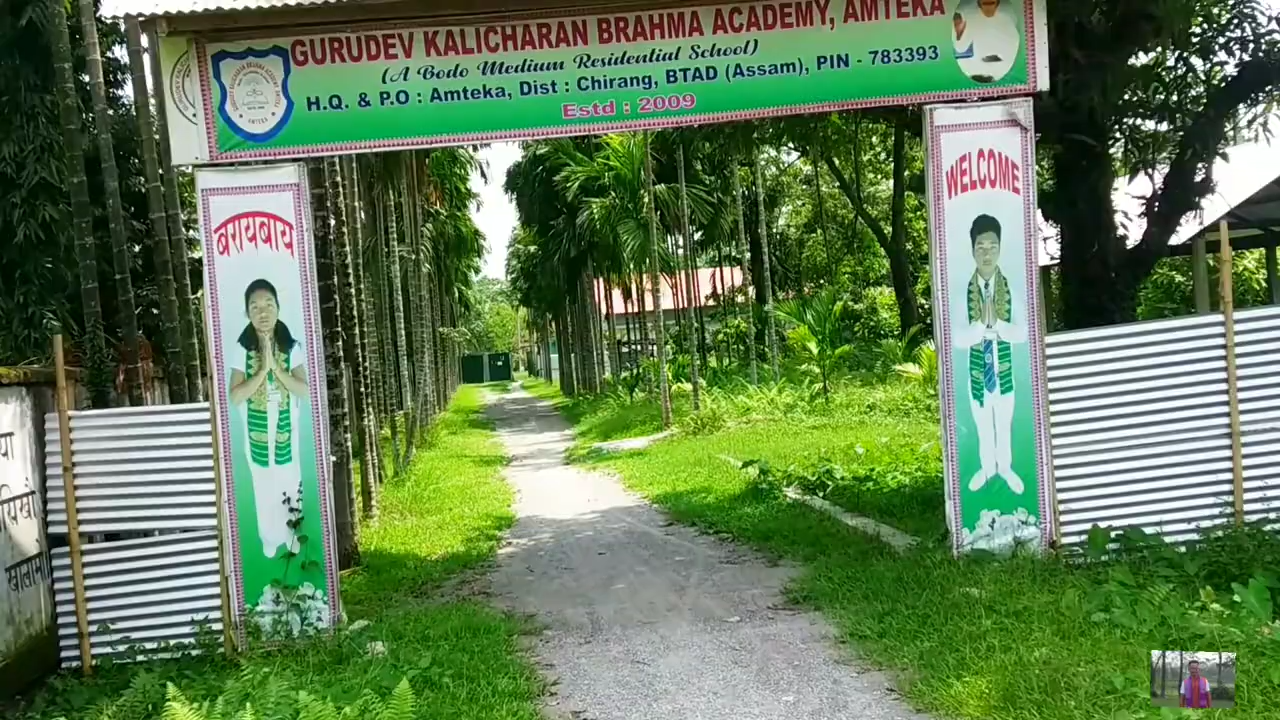 GURUDEV KALICHARAN BRAHMA ACADEMY, AMTEKA
(A Bodo Medium Residential School)
H.Q. & P.O : Amteka, Dist : Chirang, BTAD (Assam), PIN - 783393
Estd : 2009
बरायबाय
WELCOME